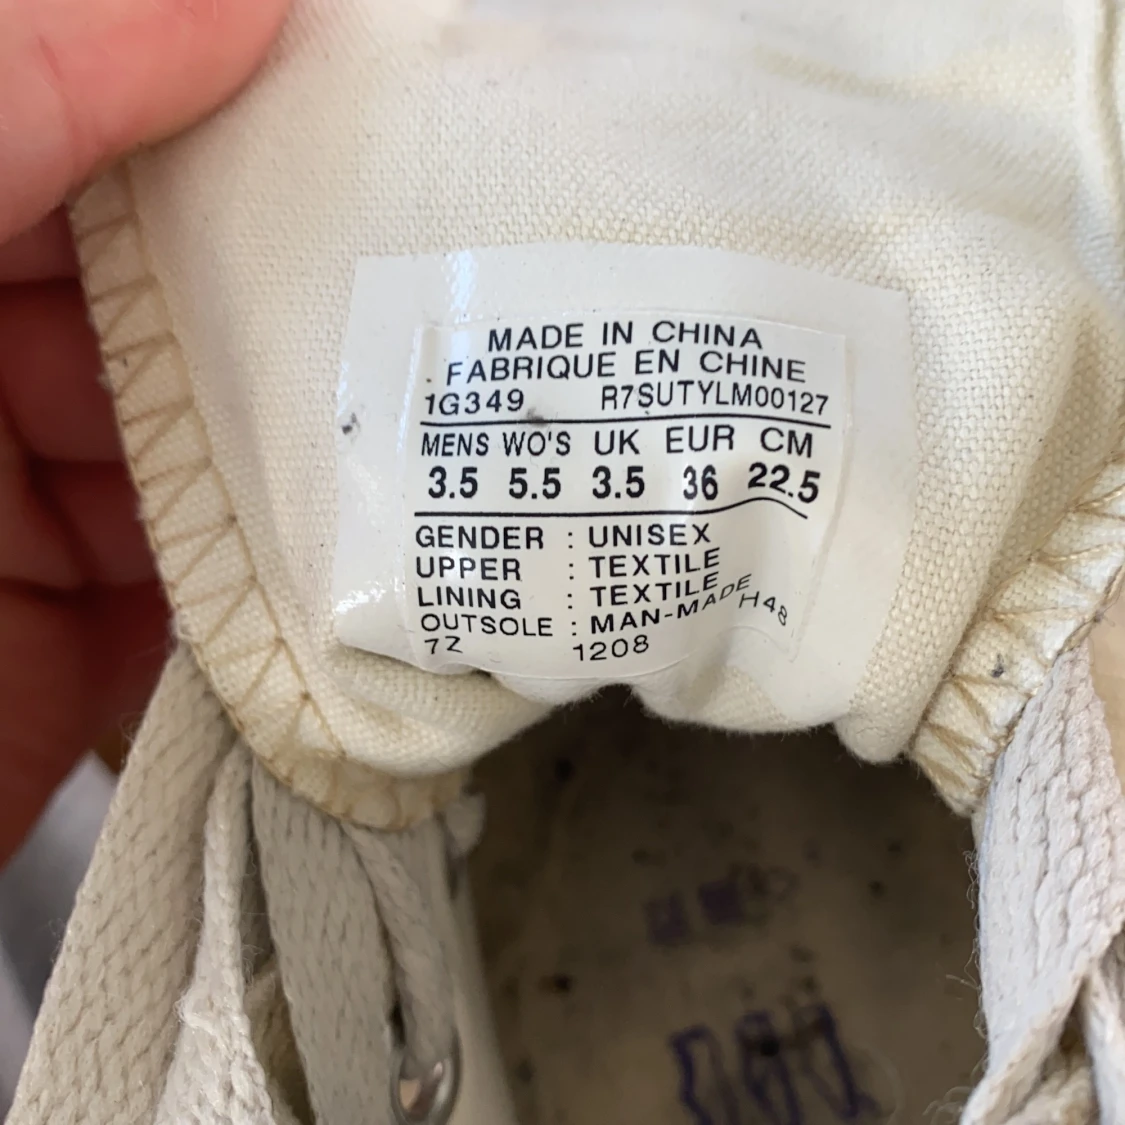 MADE IN CHINA
FABRIQUE EN CHINE
1G349 R7SUTYLM00127
MENS WO'S UK EUR CM
3.5 5.5 3.5 36 22.5
GENDER : UNISEX
UPPER : TEXTILE
LINING : TEXTILE
OUTSOLE : MAN-MADE H48
7Z 1208